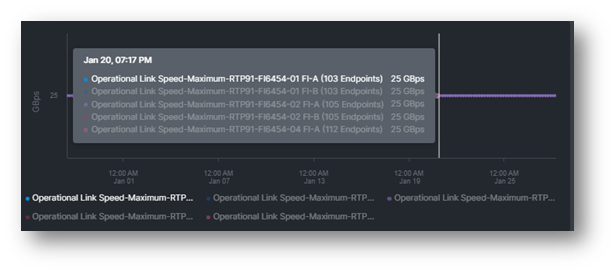 Jan 20, 07:17 PM
Operational Link Speed-Maximum-RTP91-FI6454-01 FI-A (103 Endpoints) 25 GBps
Operational Link Speed-Maximum-RTP91-FI6454-01 FI-B (103 Endpoints) 25 GBps
Operational Link Speed-Maximum-RTP91-FI6454-02 FI-A (105 Endpoints) 25 GBps
Operational Link Speed-Maximum-RTP91-FI6454-02 FI-B (105 Endpoints) 25 GBps
Operational Link Speed-Maximum-RTP91-FI6454-04 FI-A (112 Endpoints) 25 GBps
GBps
25
12:00 AM 12:00 AM 12:00 AM 12:00 AM 12:00 AM
Jan 01 Jan 07 Jan 13 Jan 19 Jan 25
Operational Link Speed-Maximum-RTP... Operational Link Speed-Maximum-RTP... Operational Link Speed-Maximum-RTP...
Operational Link Speed-Maximum-RTP... Operational Link Speed-Maximum-RTP...